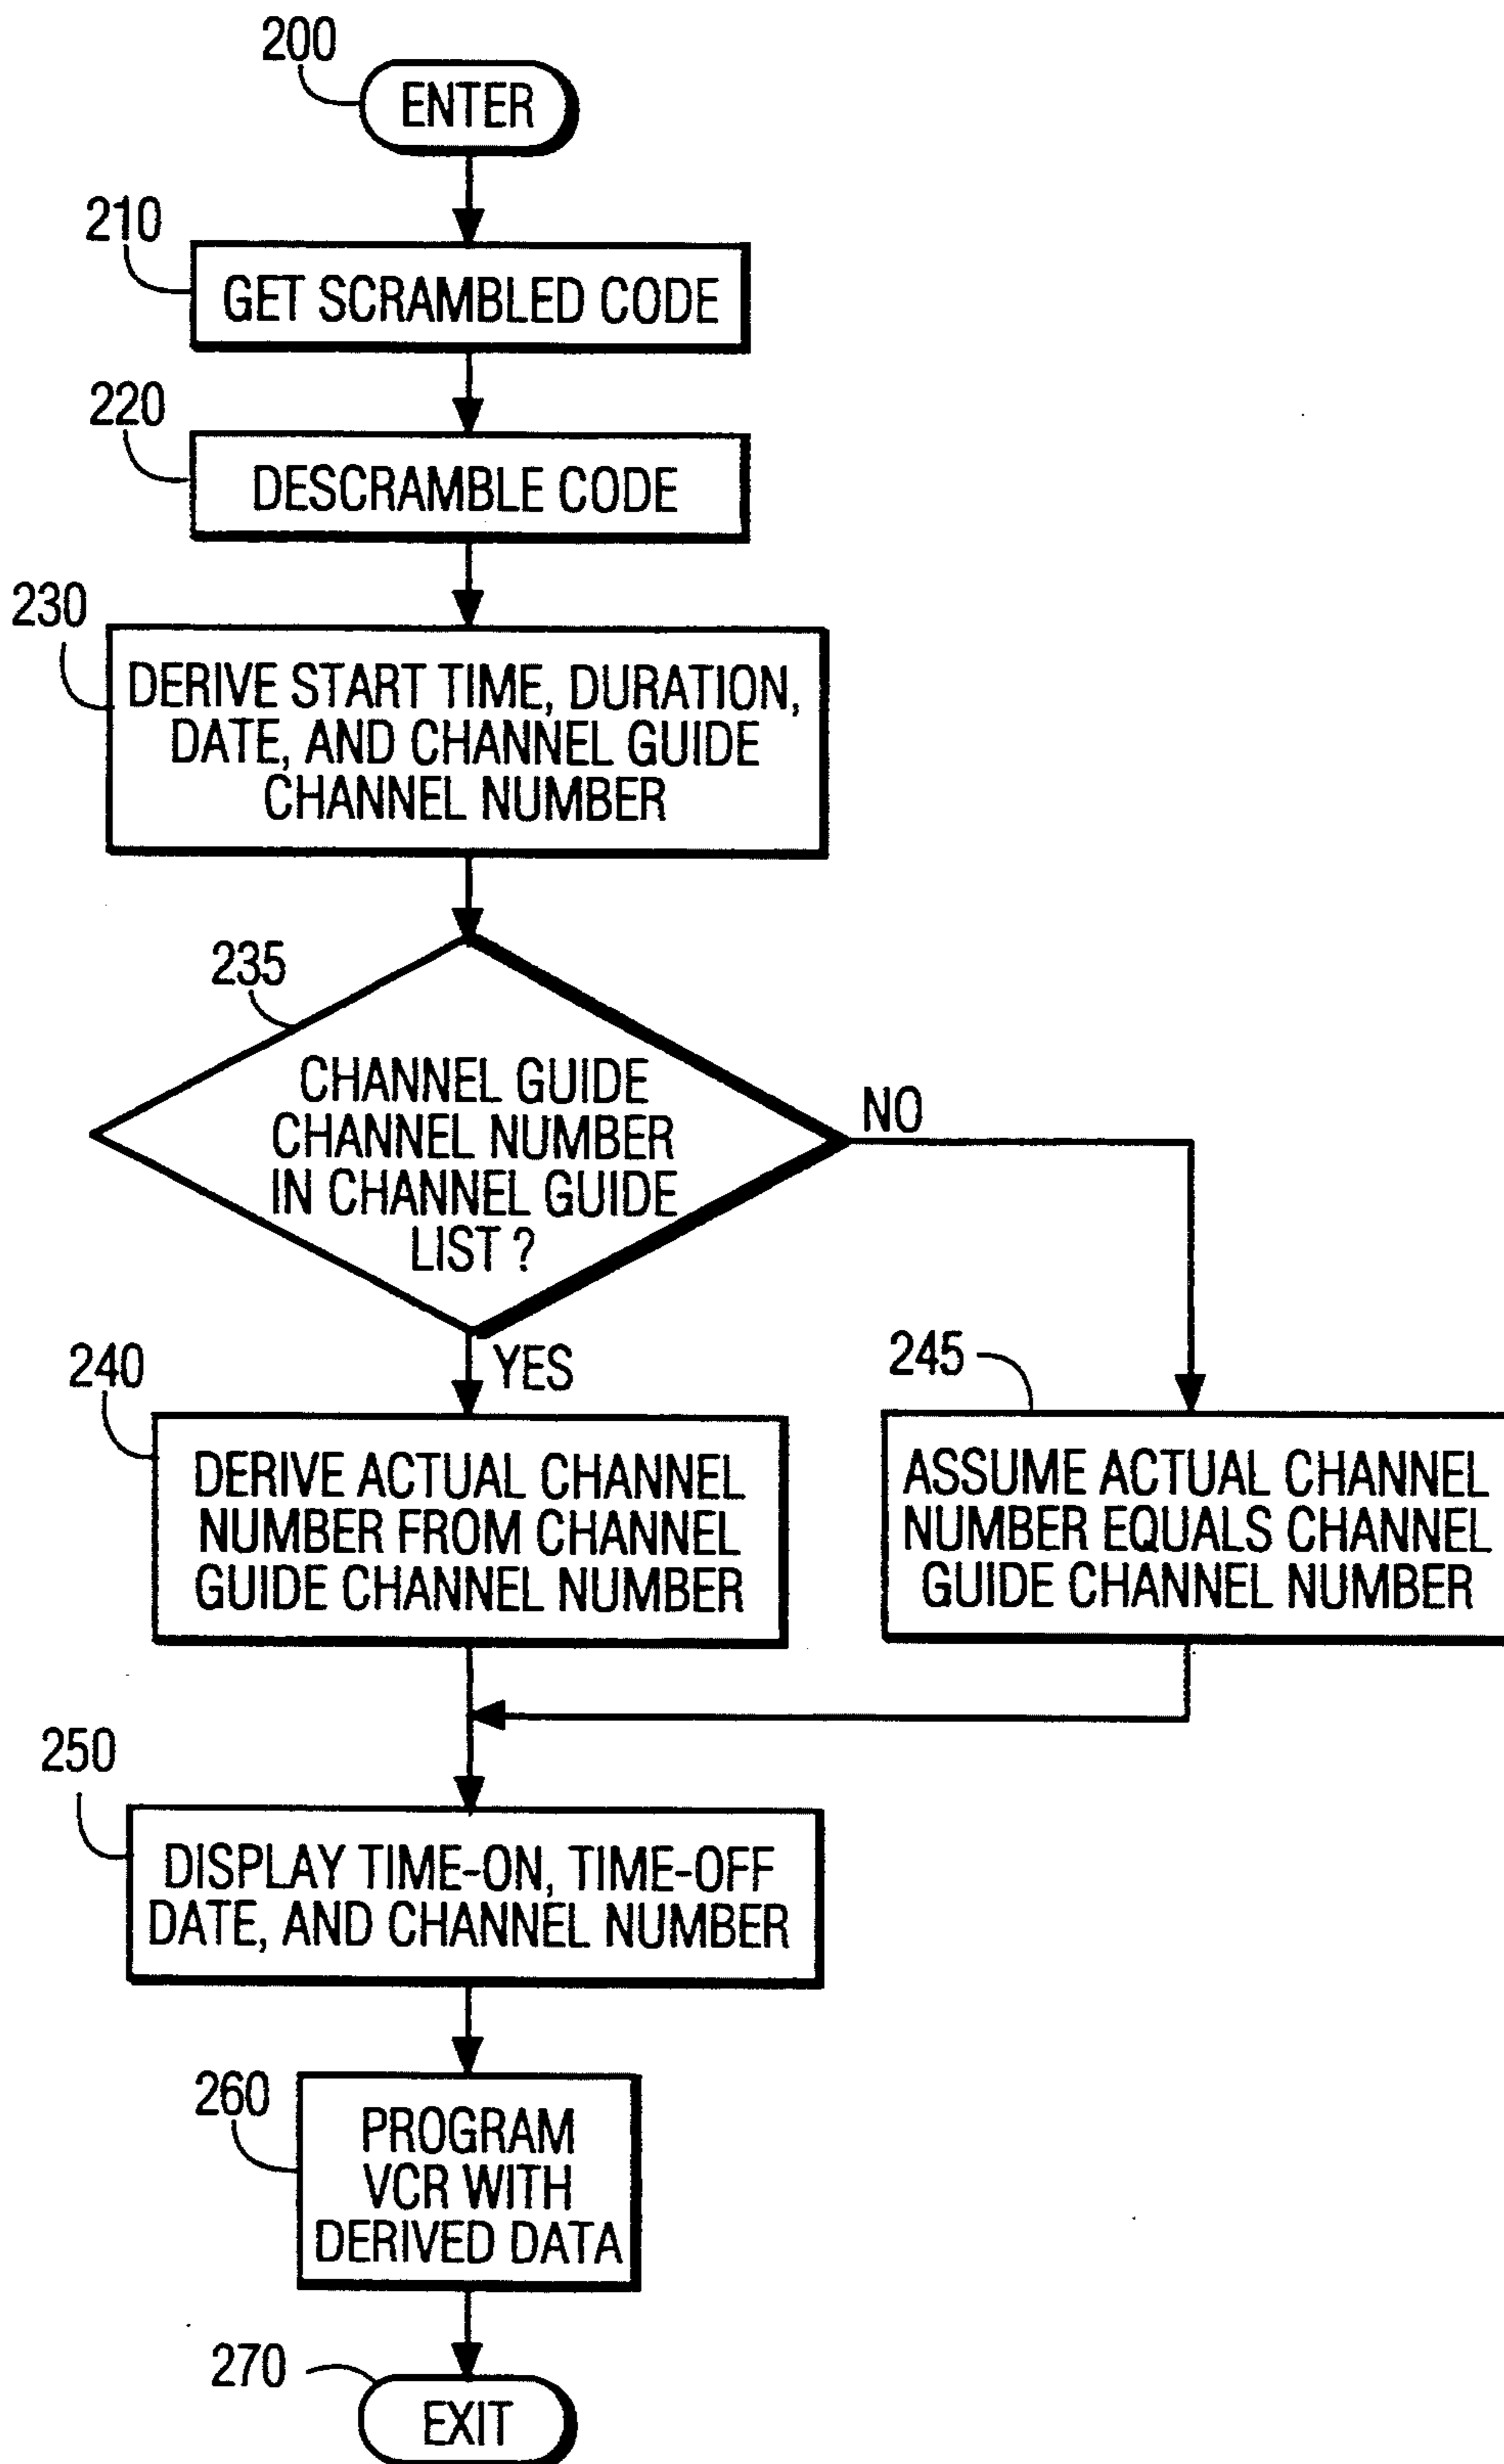 200
ENTER
210
GET SCRAMBLED CODE
220
DESCRAMBLE CODE
230
DERIVE START TIME, DURATION,
DATE, AND CHANNEL GUIDE
CHANNEL NUMBER
235
CHANNEL GUIDE
CHANNEL NUMBER
IN CHANNEL GUIDE
LIST ?
NO
YES
240
DERIVE ACTUAL CHANNEL
NUMBER FROM CHANNEL
GUIDE CHANNEL NUMBER
245
ASSUME ACTUAL CHANNEL
NUMBER EQUALS CHANNEL
GUIDE CHANNEL NUMBER
250
DISPLAY TIME-ON, TIME-OFF
DATE, AND CHANNEL NUMBER
260
PROGRAM
VCR WITH
DERIVED DATA
270
EXIT